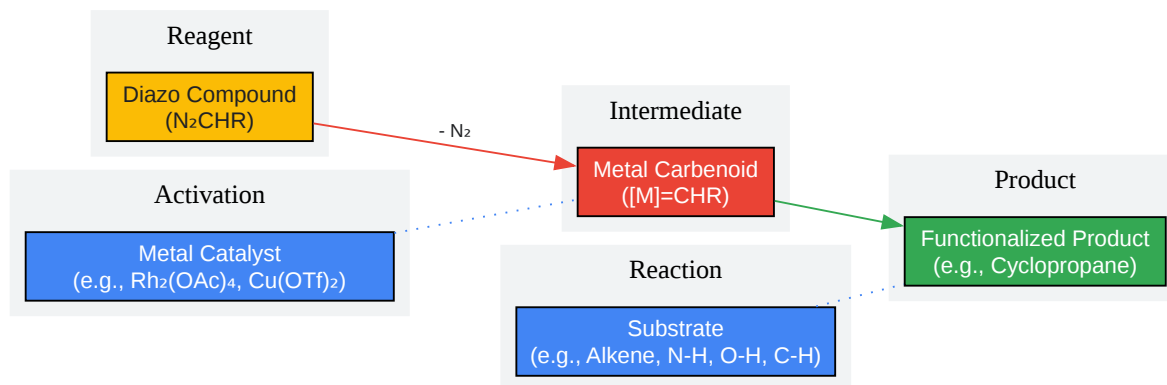 Reagent
Diazo Compound
(N₂CHR)
- N₂
Intermediate
Metal Carbenoid
([M]=CHR)
Product
Functionalized Product
(e.g., Cyclopropane)
Activation
Metal Catalyst
(e.g., Rh₂(OAc)₄, Cu(OTf)₂)
Reaction
Substrate
(e.g., Alkene, N-H, O-H, C-H)